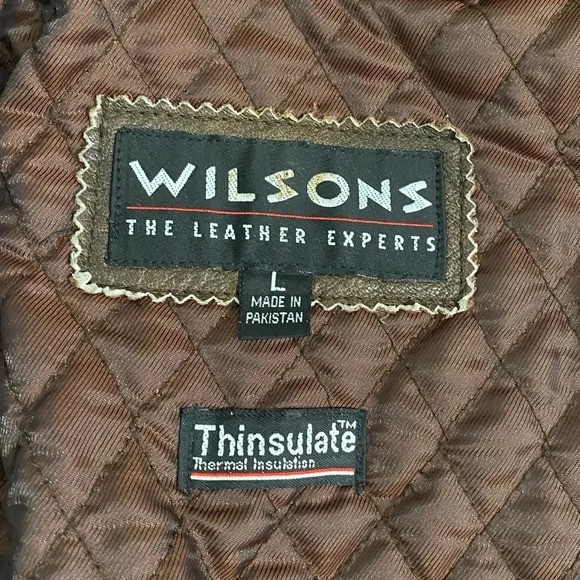 WILSONS
THE LEATHER EXPERTS
L
MADE IN
PAKISTAN
Thinsulate™
Thermal Insulation